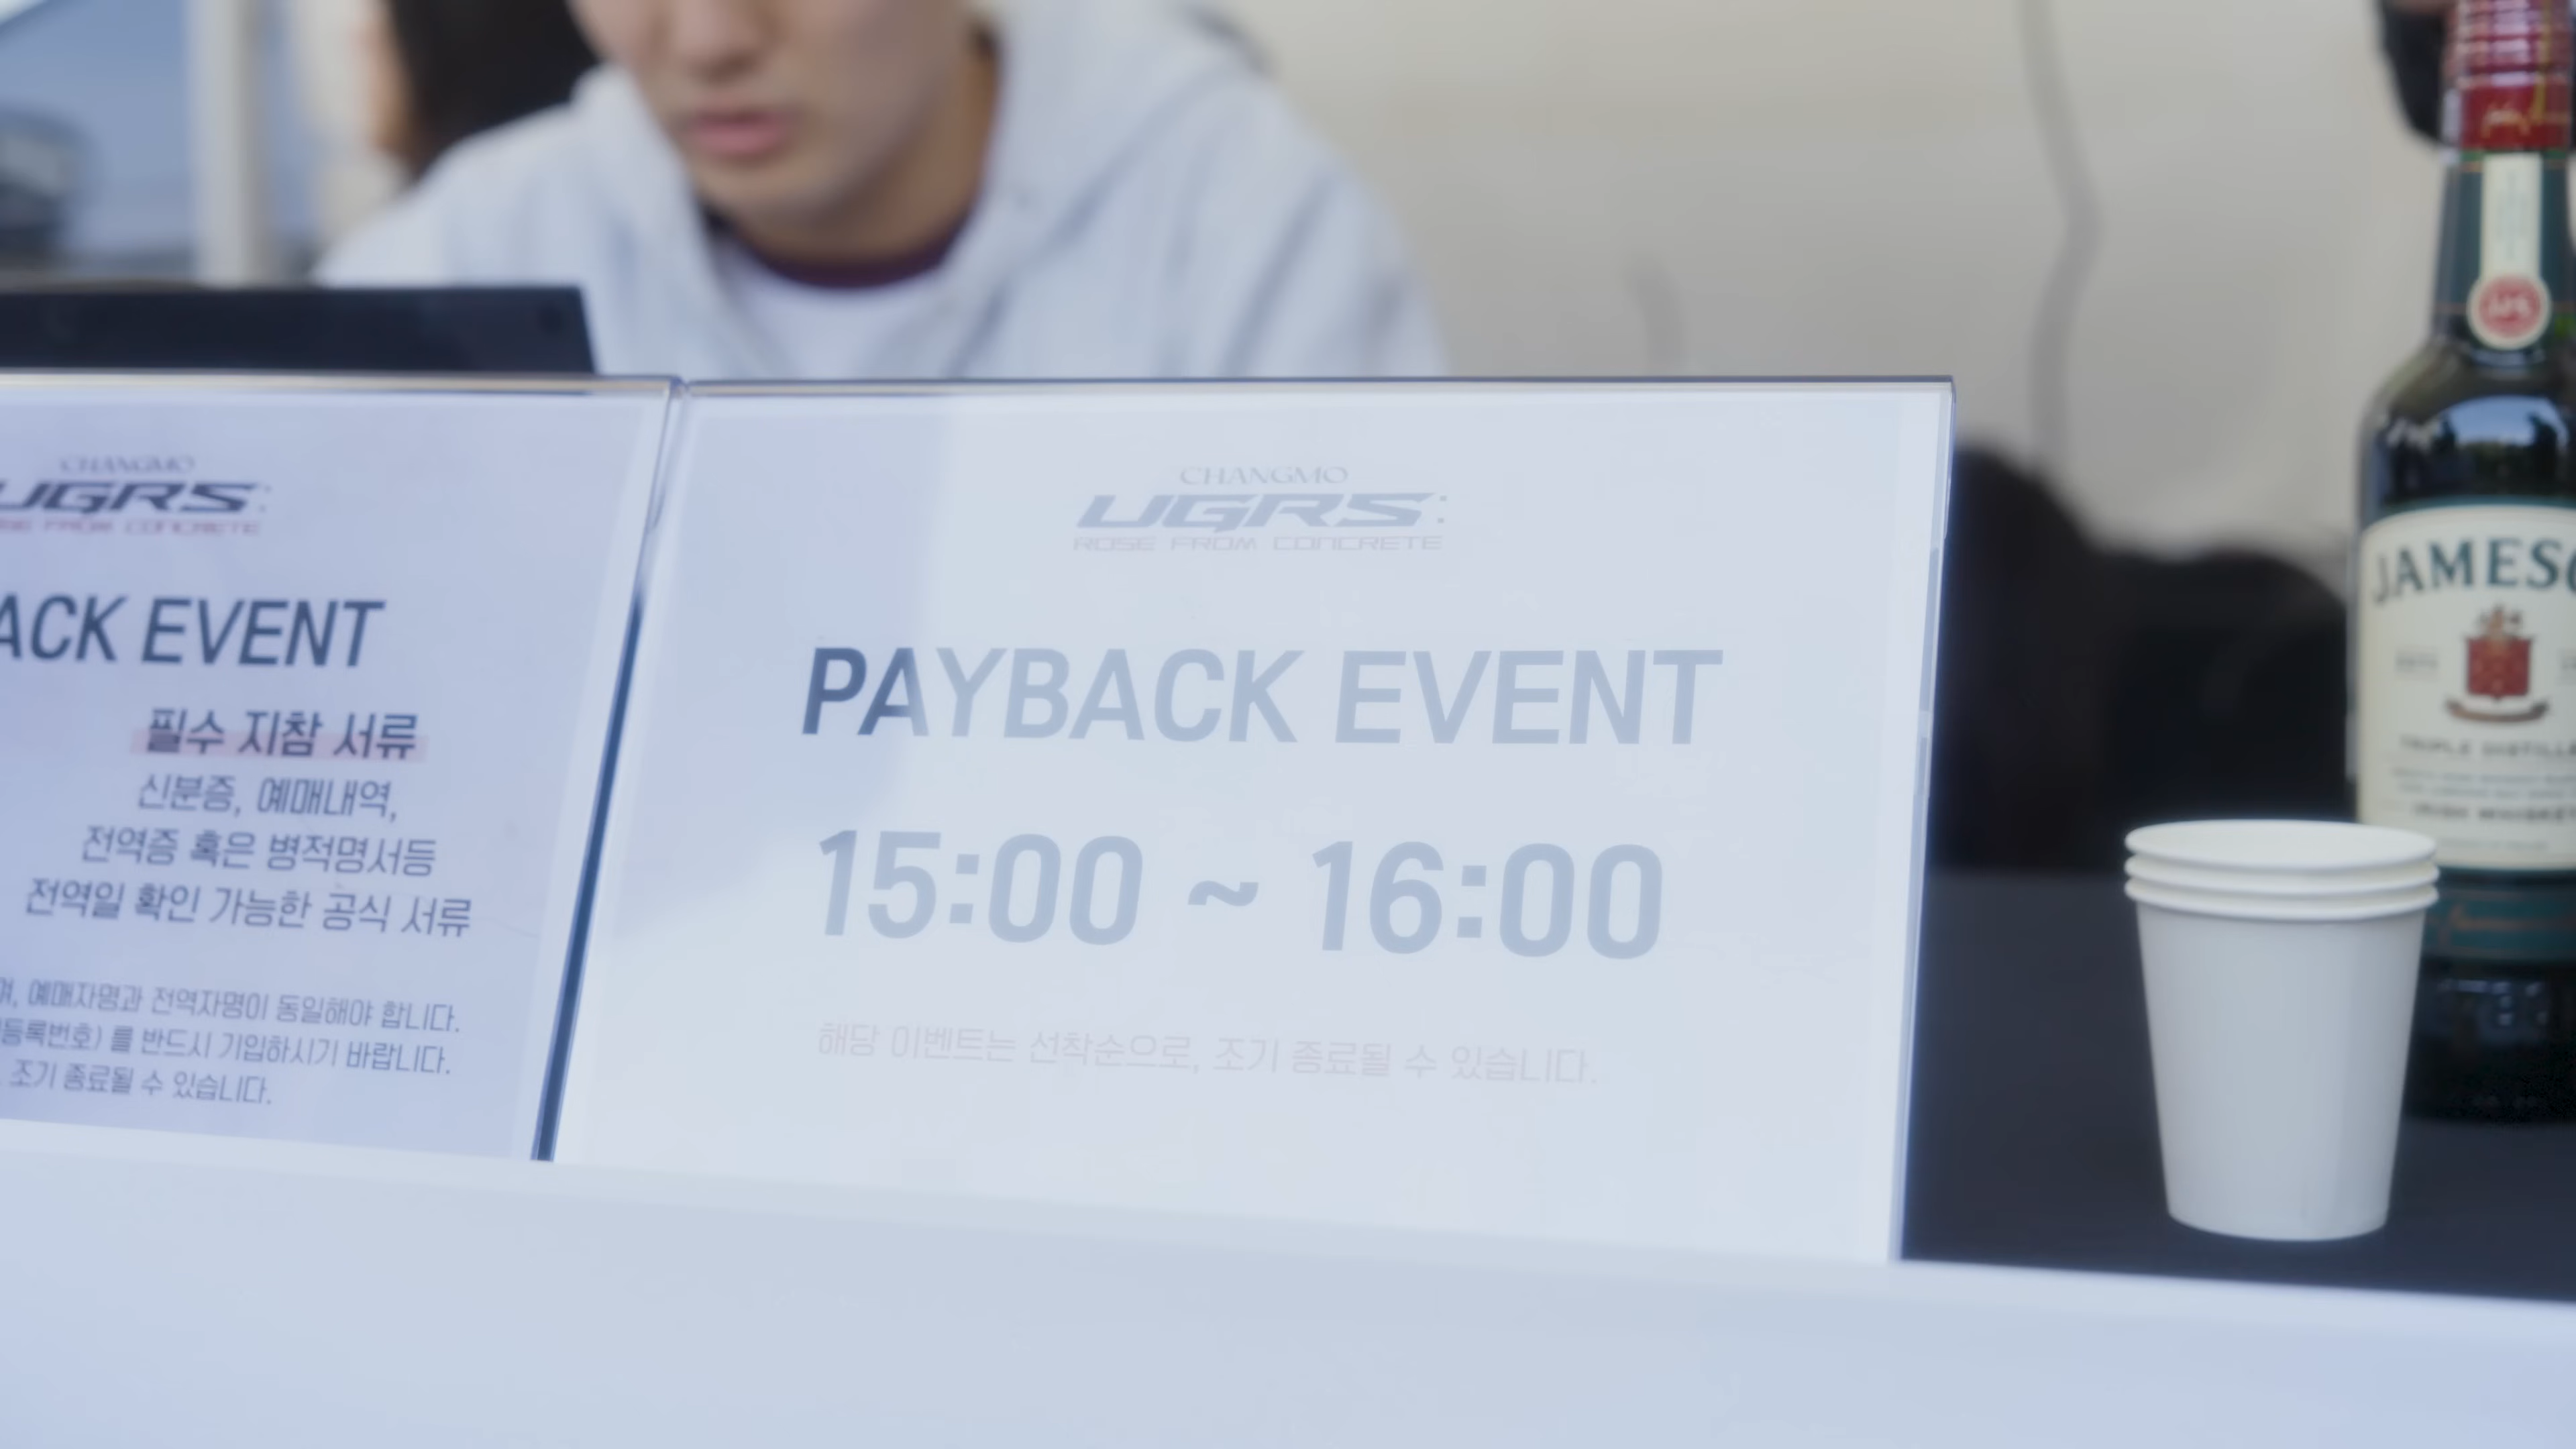 CHANGMO
UGRS:
FROM CONCRETE
ACK EVENT
필수 지참 서류
신분증, 예매내역,
전역증 혹은 병적명서등
전역일 확인 가능한 공식 서류
며, 예매자명과 전역자명이 동일해야 합니다.
등록번호) 를 반드시 기입하시기 바랍니다.
조기 종료될 수 있습니다.
CHANGMO
UGRS:
ROSE FROM CONCRETE
PAYBACK EVENT
15:00 ~ 16:00
해당 이벤트는 선착순으로, 조기 종료될 수 있습니다.
JAMES
TRIPLE DISTILLE
IRISH WHISKEY